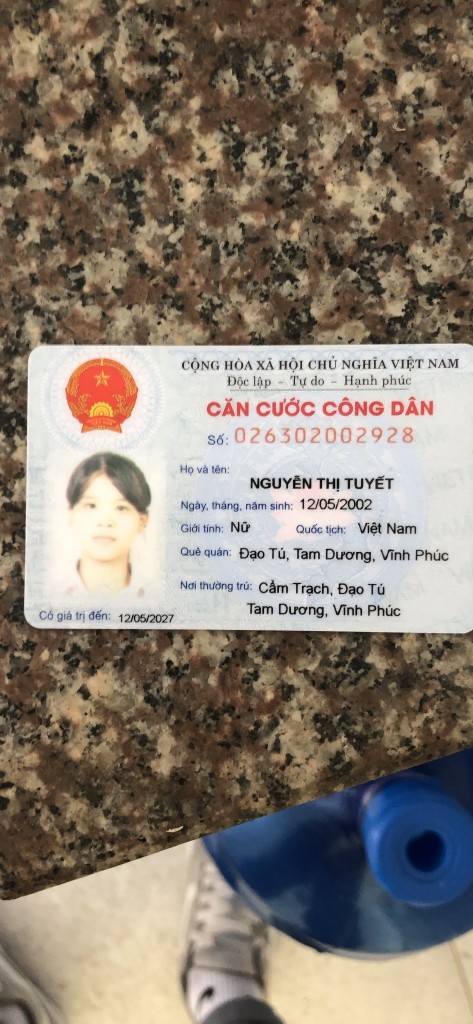 CỘNG HÒA XÃ HỘI CHỦ NGHĨA VIỆT NAM
Độc lập – Tự do – Hạnh phúc
CĂN CƯỚC CÔNG DÂN
Số: 026302002928
Họ và tên:
NGUYỄN THỊ TUYẾT
Ngày, tháng, năm sinh: 12/05/2002
Giới tính: Nữ Quốc tịch: Việt Nam
Quê quán: Đạo Tú, Tam Dương, Vĩnh Phúc
Nơi thường trú: Cẩm Trạch, Đạo Tú
Tam Dương, Vĩnh Phúc
Có giá trị đến: 12/05/2027